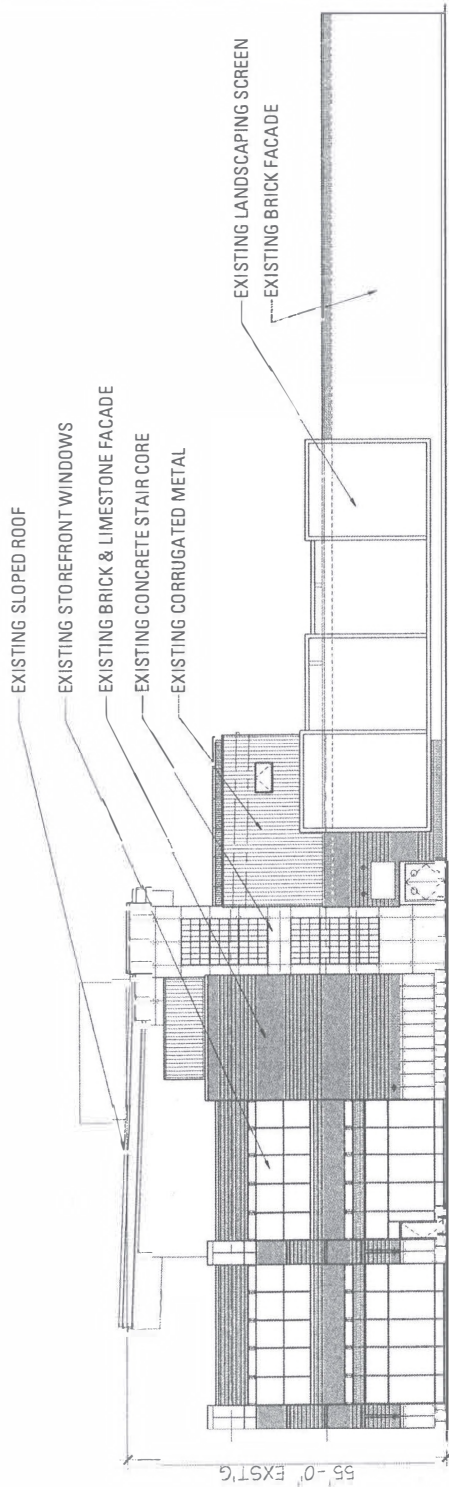 EXISTING SLOPED ROOF
EXISTING STOREFRONT WINDOWS
EXISTING BRICK & LIMESTONE FACADE
EXISTING CONCRETE STAIR CORE
EXISTING CORRUGATED METAL
EXISTING LANDSCAPING SCREEN
EXISTING BRICK FACADE
55'-0" EXST'G